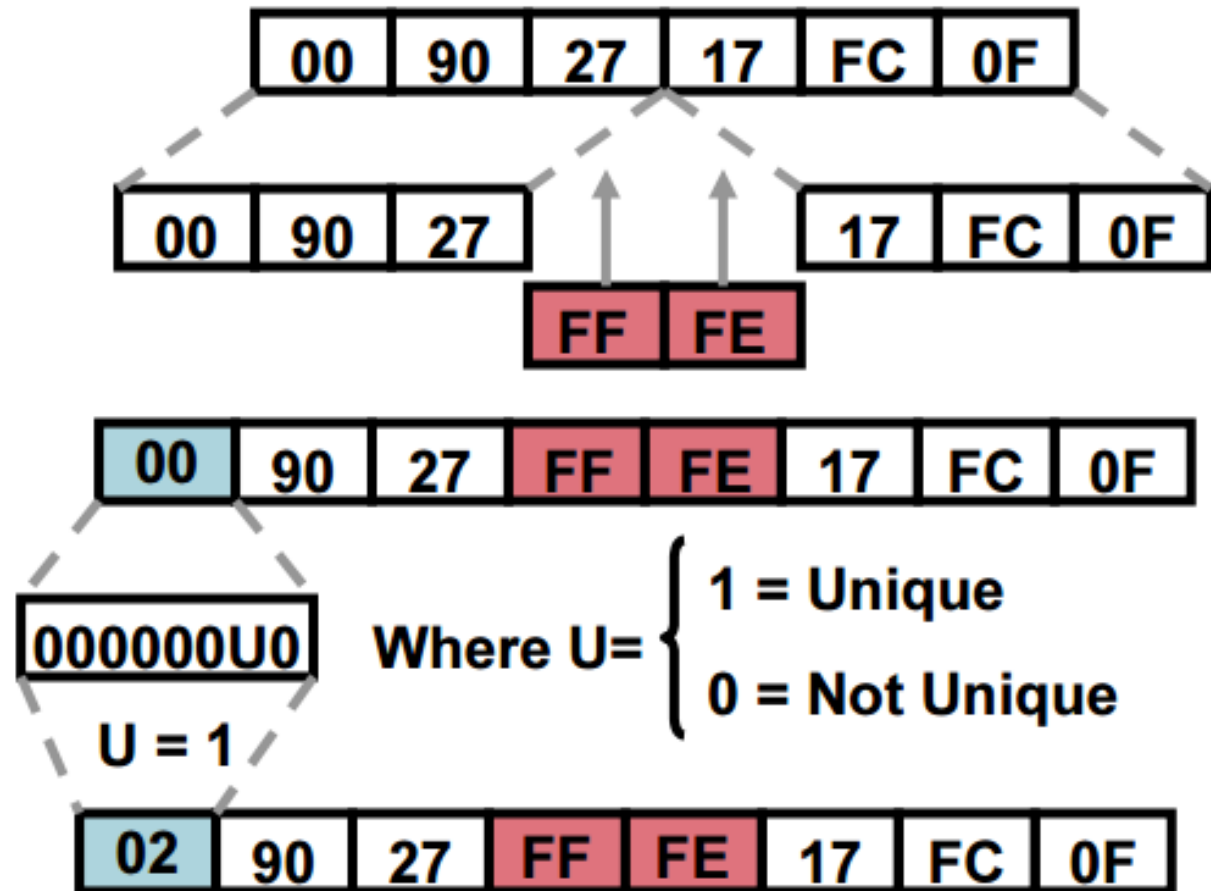 00 90 27 17 FC 0F
00 90 27 17 FC 0F
FF FE
00 90 27 FF FE 17 FC 0F
1 = Unique
000000U0 Where U=
0 = Not Unique
U = 1
02 90 27 FF FE 17 FC 0F